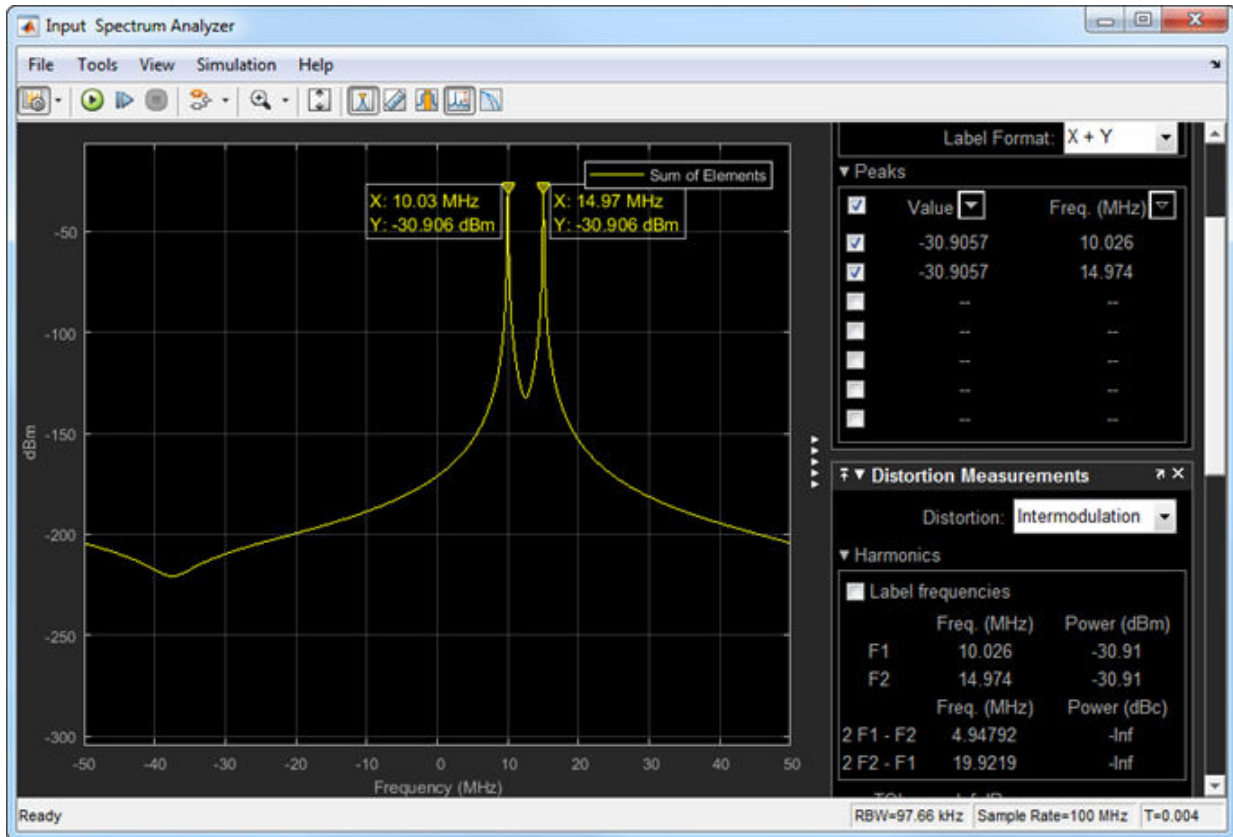 Input Spectrum Analyzer
File Tools View Simulation Help
Sum of Elements
X: 10.03 MHz
Y: -30.906 dBm
X: 14.97 MHz
Y: -30.906 dBm
-50
-100
-150
-200
-250
-300
dBm
-50 -40 -30 -20 -10 0 10 20 30 40 50
Frequency (MHz)
Label Format: X + Y
Peaks
Value Freq. (MHz)
-30.9057 10.026
-30.9057 14.974
-- --
-- --
-- --
-- --
-- --
Distortion Measurements
Distortion: Intermodulation
Harmonics
Label frequencies
Freq. (MHz) Power (dBm)
F1 10.026 -30.91
F2 14.974 -30.91
Freq. (MHz) Power (dBc)
2 F1 - F2 4.94792 -Inf
2 F2 - F1 19.9219 -Inf
Ready
RBW=97.66 kHz Sample Rate=100 MHz T=0.004